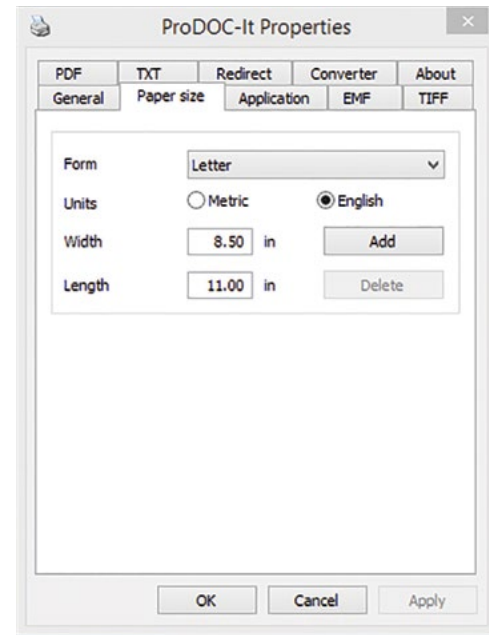 ProDOC-It Properties
PDF TXT Redirect Converter About
General Paper size Application EMF TIFF
Form Letter
Units Metric English
Width 8.50 in Add
Length 11.00 in Delete
OK Cancel Apply